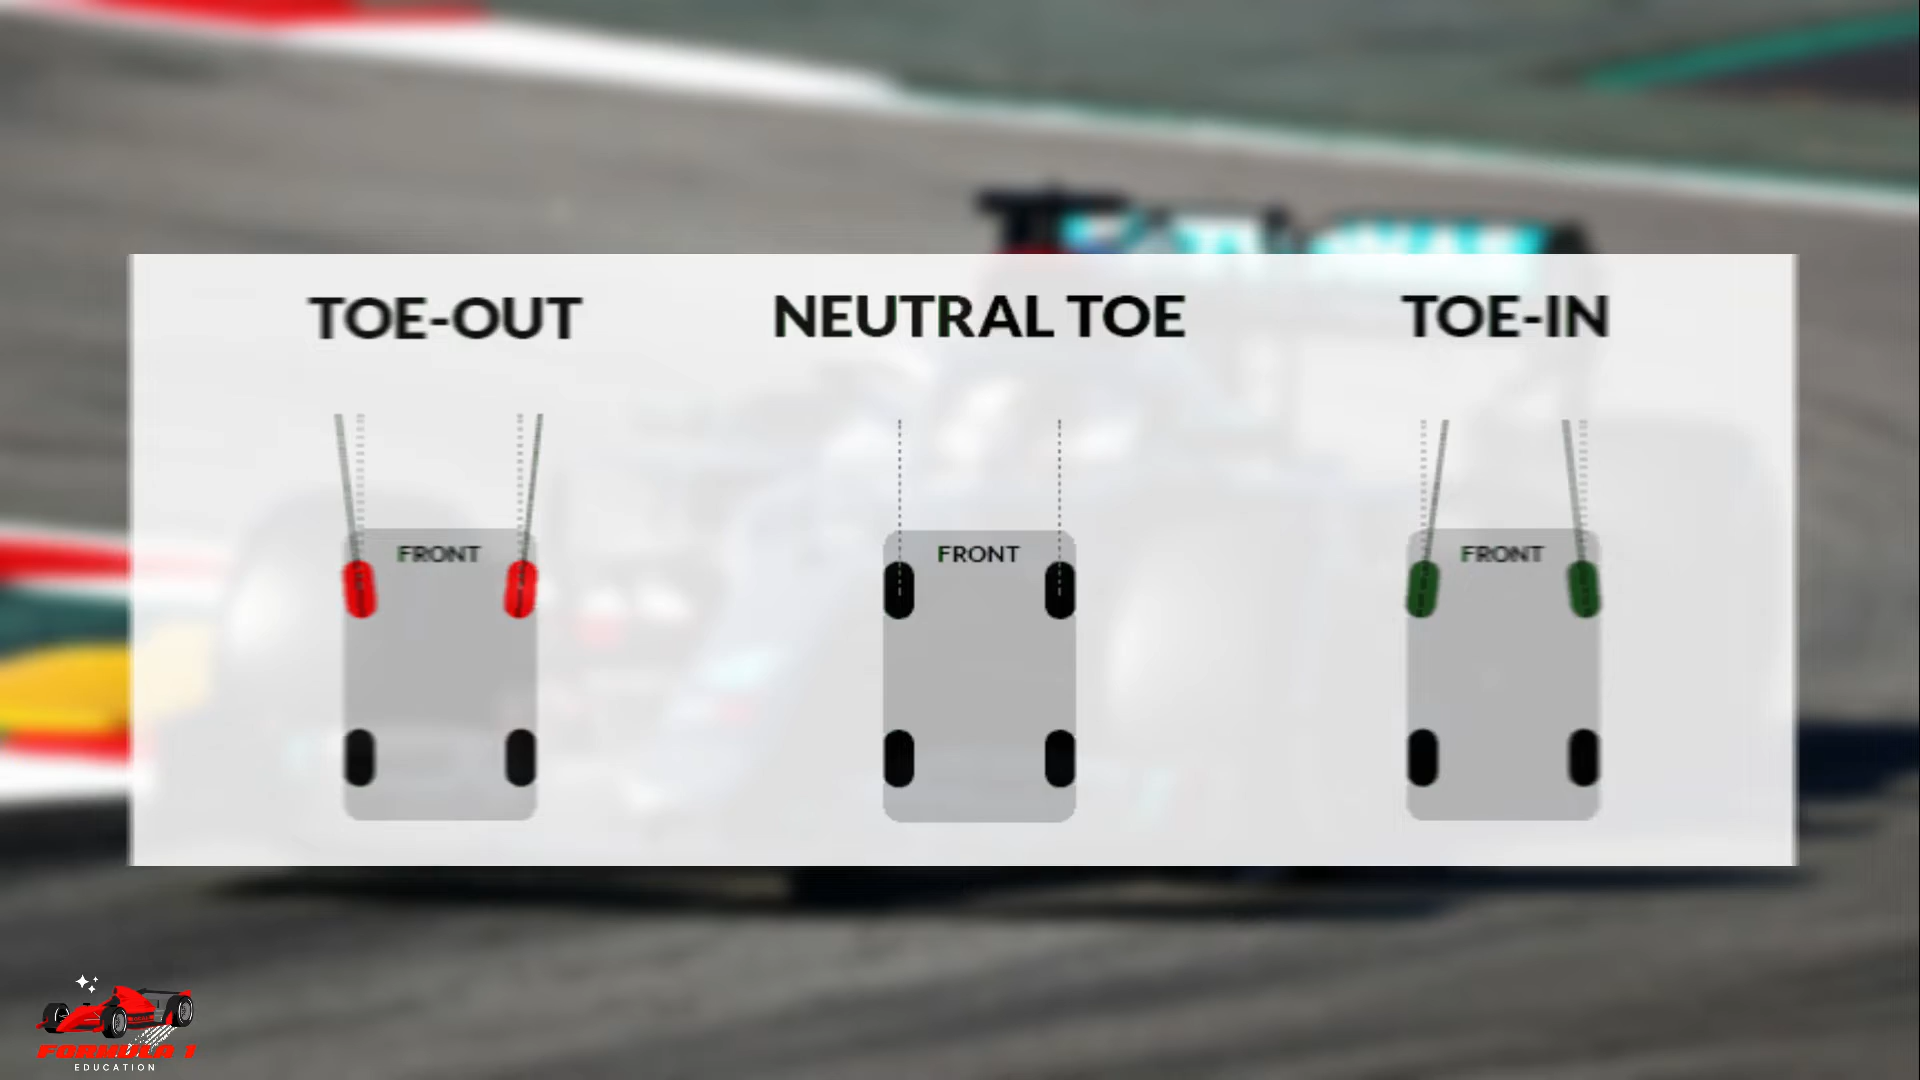 TOE-OUT
NEUTRAL TOE
TOE-IN
FRONT
FRONT
FRONT
FORMULA 1
EDUCATION